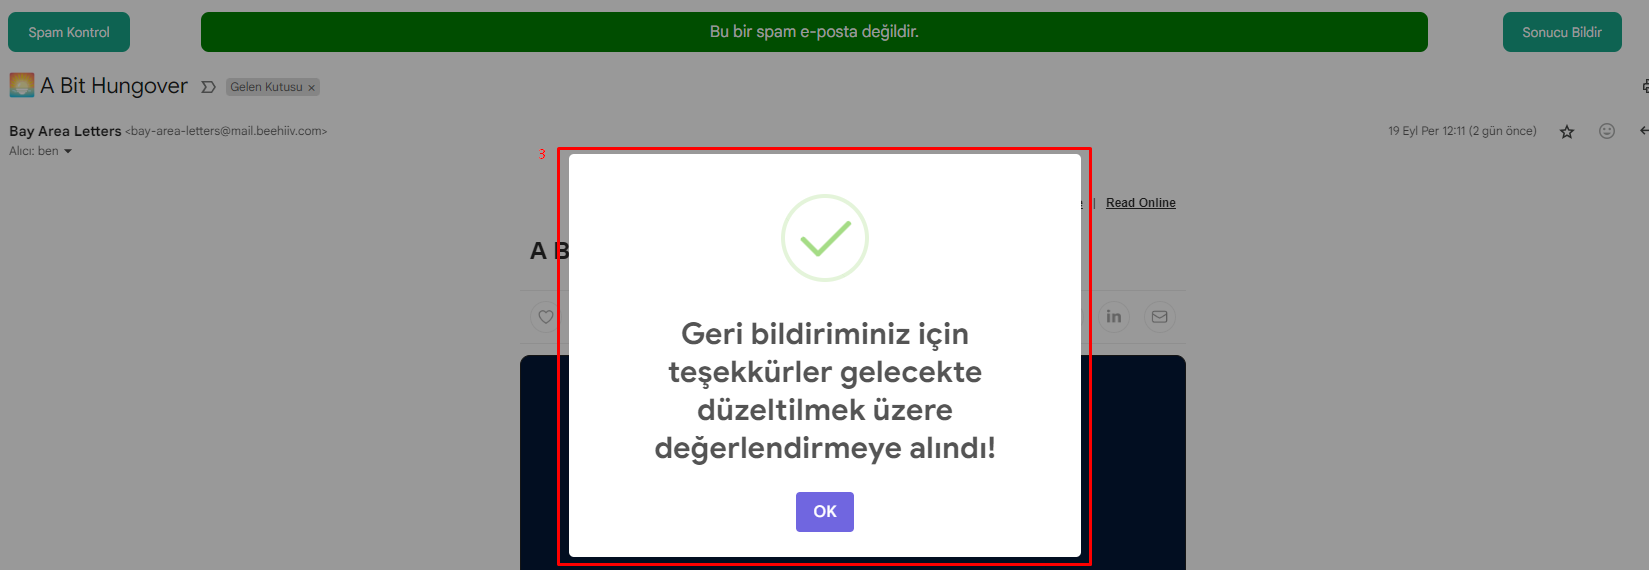 Spam Kontrol
Bu bir spam e-posta değildir.
Sonucu Bildir
A Bit Hungover
Gelen Kutusu ×
Bay Area Letters <bay-area-letters@mail.beehiiv.com>
19 Eyl Per 12:11 (2 gün önce)
Alıcı: ben
3
| Read Online
A B
in
Geri bildiriminiz için
teşekkürler gelecekte
düzeltilmek üzere
değerlendirmeye alındı!
OK